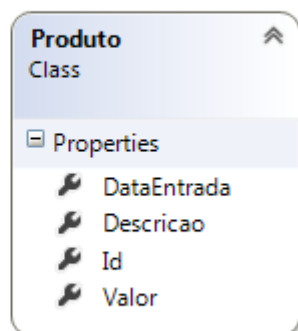 Produto
Class
Properties
DataEntrada
Descricao
Id
Valor